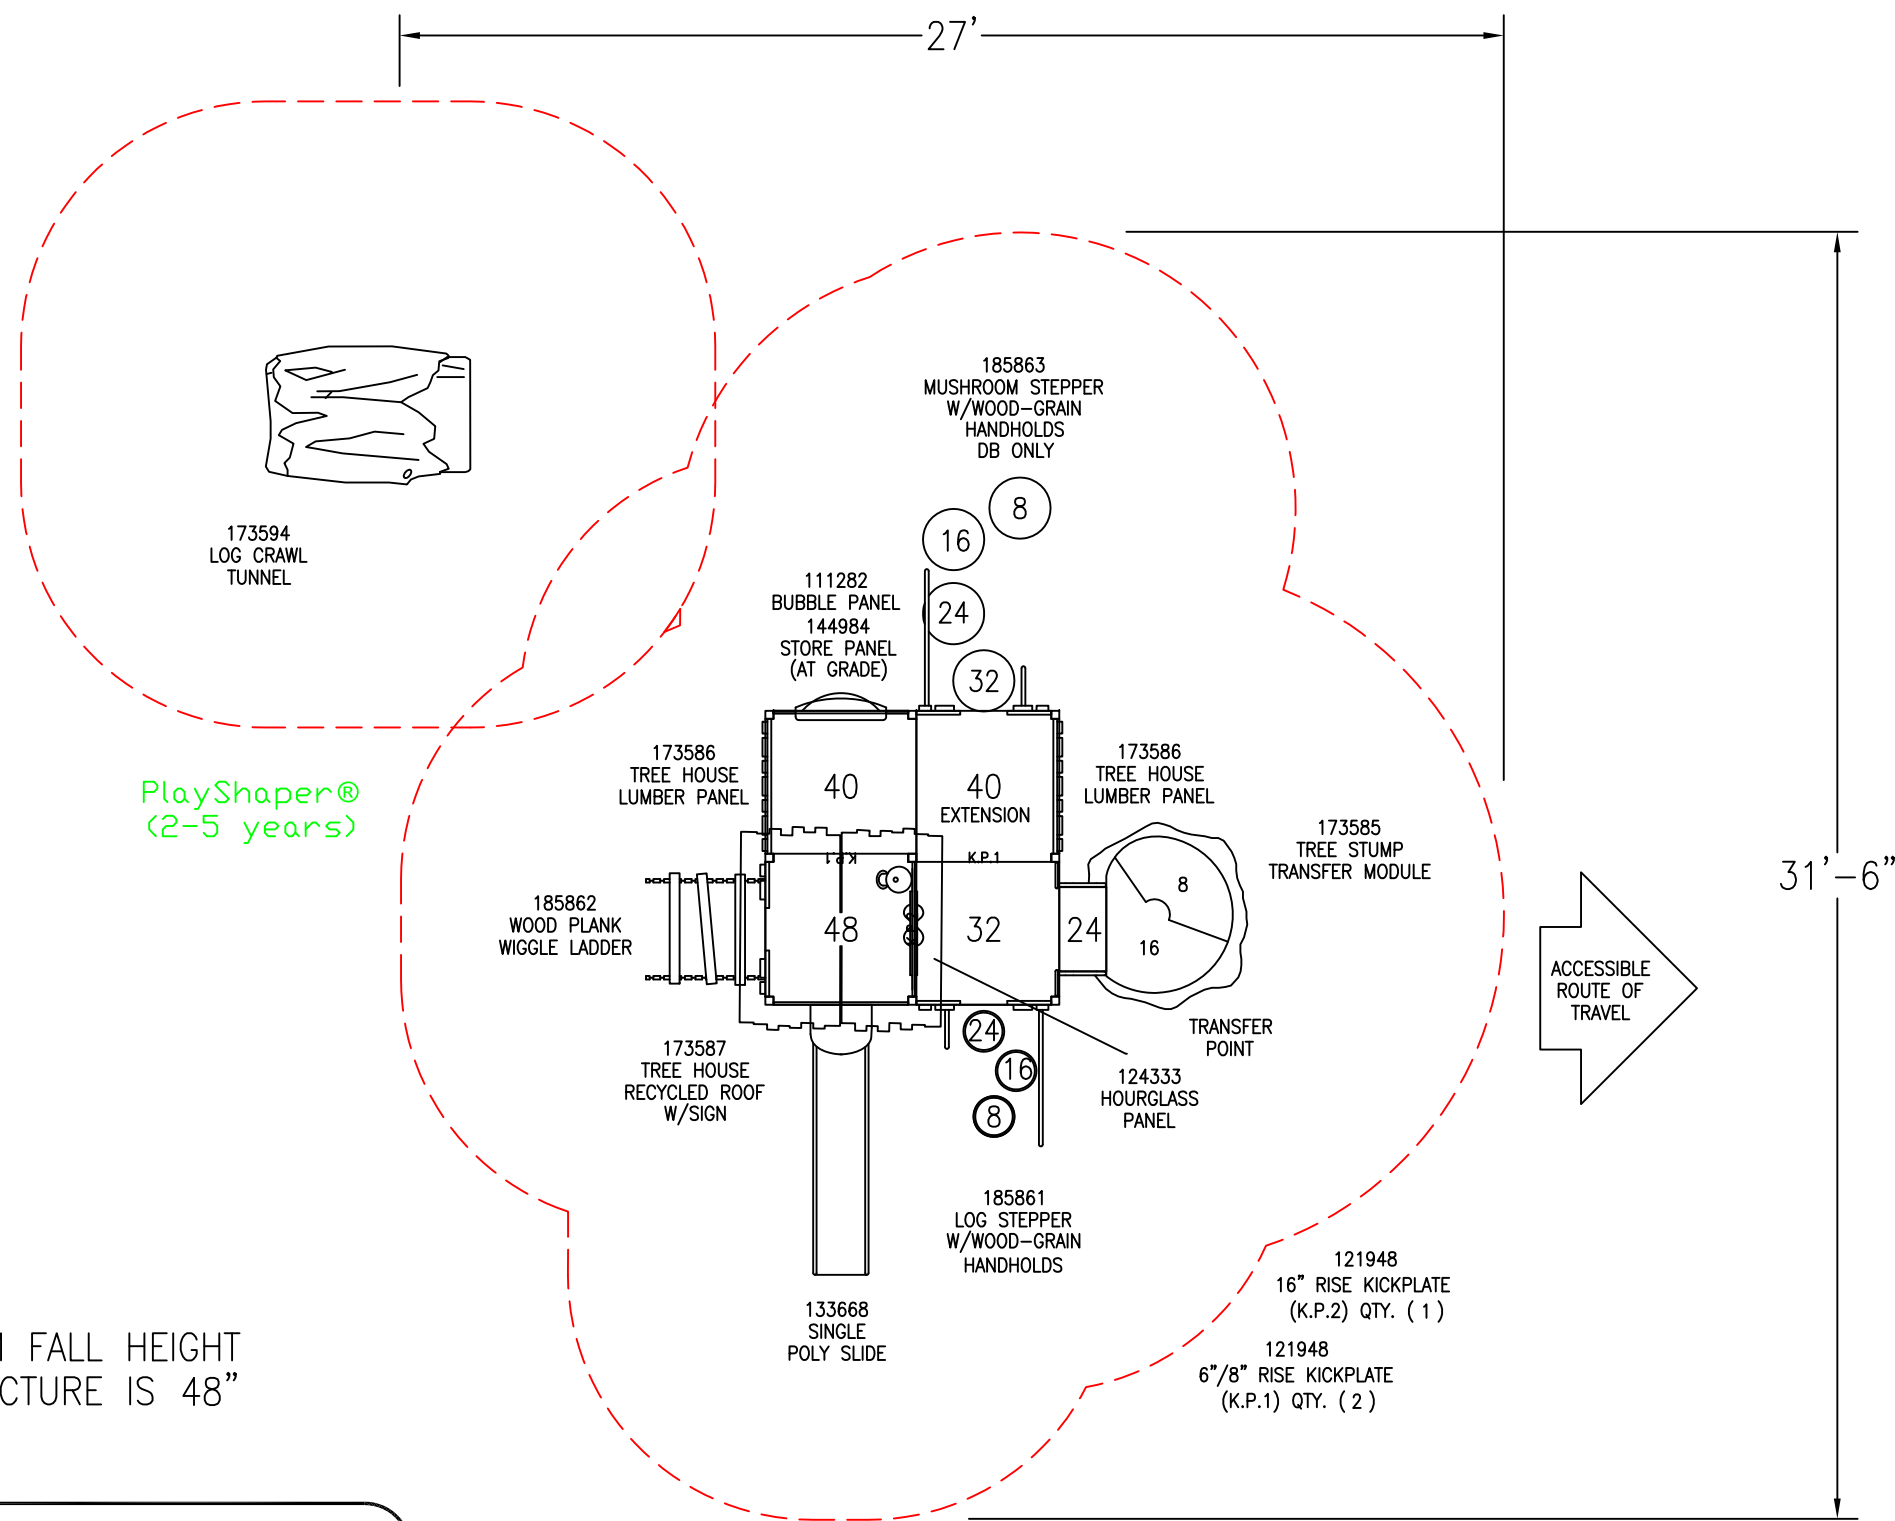 27'
185863
MUSHROOM STEPPER
W/WOOD-GRAIN
HANDHOLDS
DB ONLY
8
16
24
32
173594
LOG CRAWL
TUNNEL
111282
BUBBLE PANEL
144984
STORE PANEL
(AT GRADE)
PlayShaper®
(2-5 years)
173586
TREE HOUSE
LUMBER PANEL
40
40
EXTENSION
173586
TREE HOUSE
LUMBER PANEL
K.P.1
K.P.1
173585
TREE STUMP
TRANSFER MODULE
31'-6"
185862
WOOD PLANK
WIGGLE LADDER
48
32
24
8
16
ACCESSIBLE
ROUTE OF
TRAVEL
TRANSFER
POINT
24
16
8
173587
TREE HOUSE
RECYCLED ROOF
W/SIGN
124333
HOURGLASS
PANEL
185861
LOG STEPPER
W/WOOD-GRAIN
HANDHOLDS
133668
SINGLE
POLY SLIDE
121948
16" RISE KICKPLATE
(K.P.2) QTY. ( 1 )
121948
6"/8" RISE KICKPLATE
(K.P.1) QTY. ( 2 )
FALL HEIGHT
CTURE IS 48"